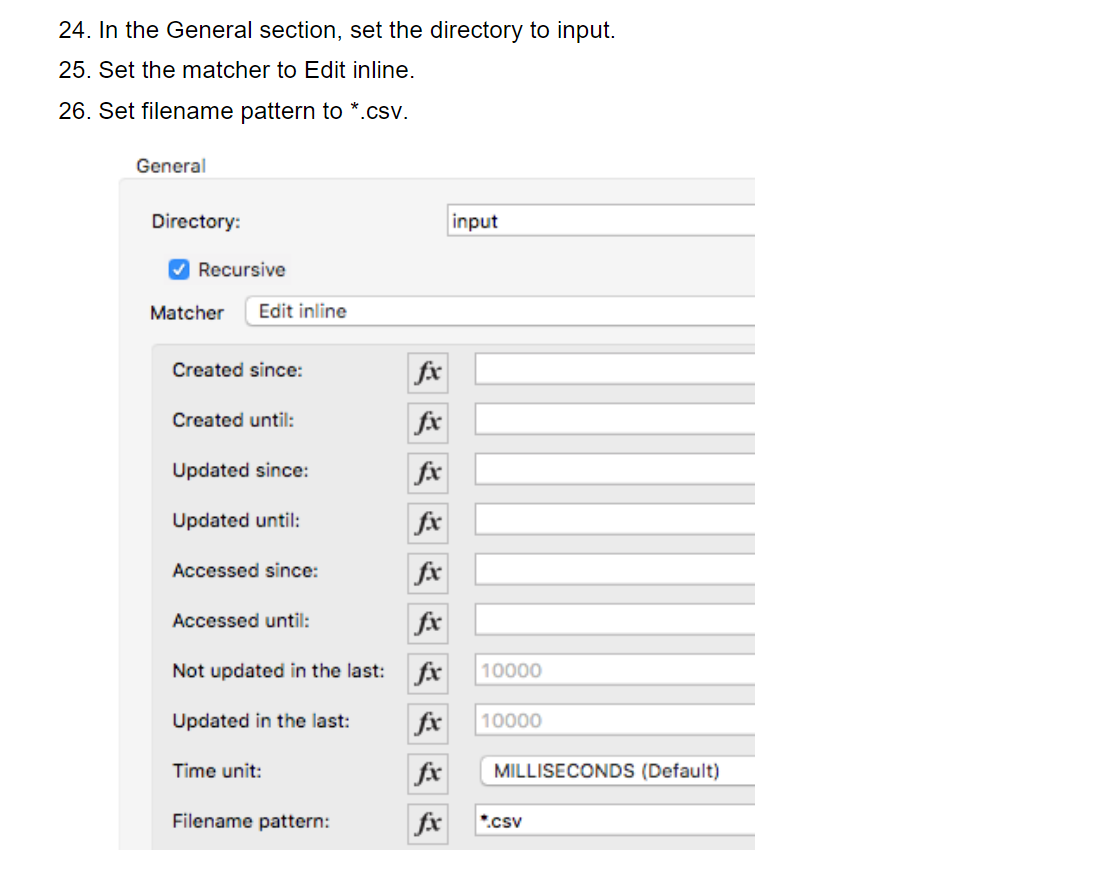 24. In the General section, set the directory to input.
25. Set the matcher to Edit inline.
26. Set filename pattern to *.csv.
General
Directory: input
Recursive
Matcher Edit inline
Created since: fx
Created until: fx
Updated since: fx
Updated until: fx
Accessed since: fx
Accessed until: fx
Not updated in the last: fx 10000
Updated in the last: fx 10000
Time unit: fx MILLISECONDS (Default)
Filename pattern: fx *.csv